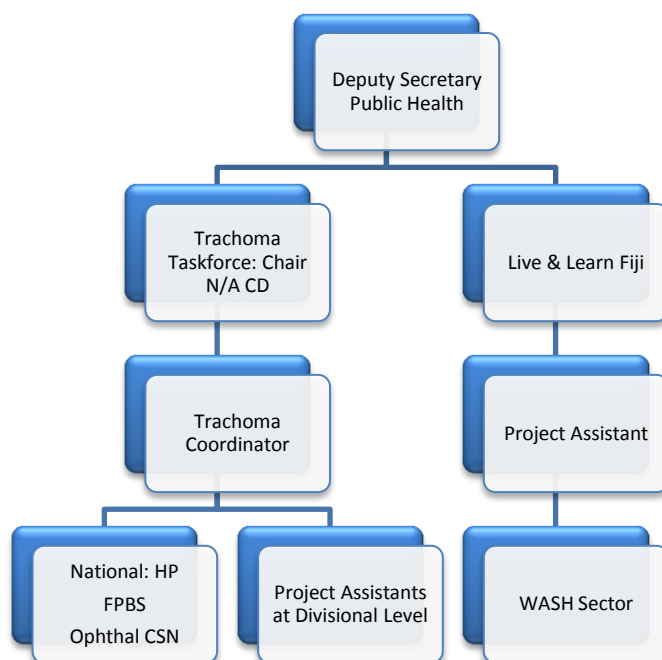 Deputy Secretary
Public Health
Trachoma
Taskforce: Chair
N/A CD
Live & Learn Fiji
Trachoma
Coordinator
Project Assistant
National: HP
FPBS
Ophthal CSN
Project Assistants
at Divisional Level
WASH Sector